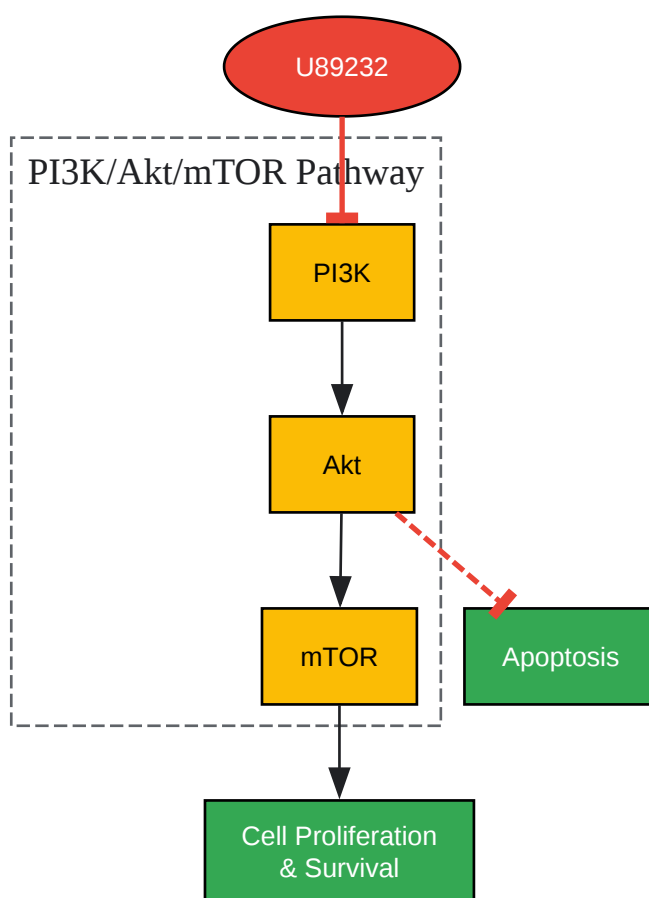 U89232
PI3K/Akt/mTOR Pathway
PI3K
Akt
mTOR
Apoptosis
Cell Proliferation
& Survival